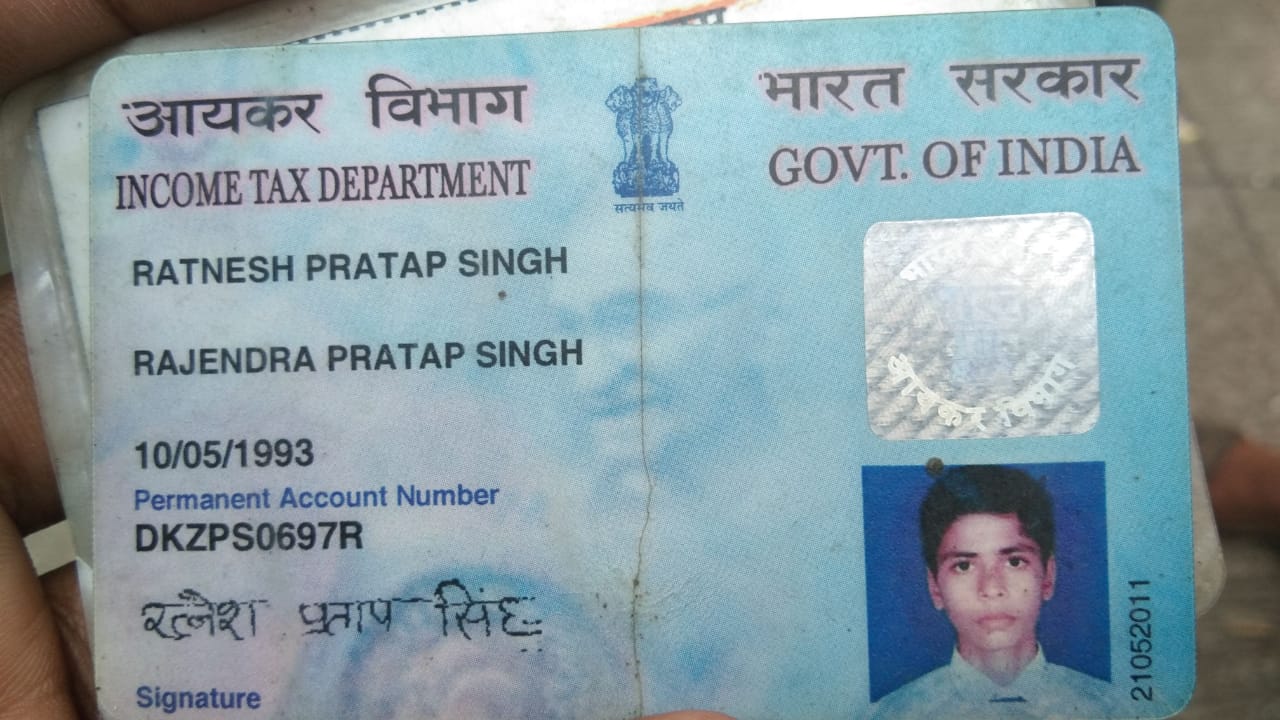 आयकर विभाग
INCOME TAX DEPARTMENT
सत्यमेव जयते
भारत सरकार
GOVT. OF INDIA
RATNESH PRATAP SINGH
RAJENDRA PRATAP SINGH
10/05/1993
Permanent Account Number
DKZPS0697R
रत्नेश प्रताप सिंह
Signature
आयकर विभाग
21052011